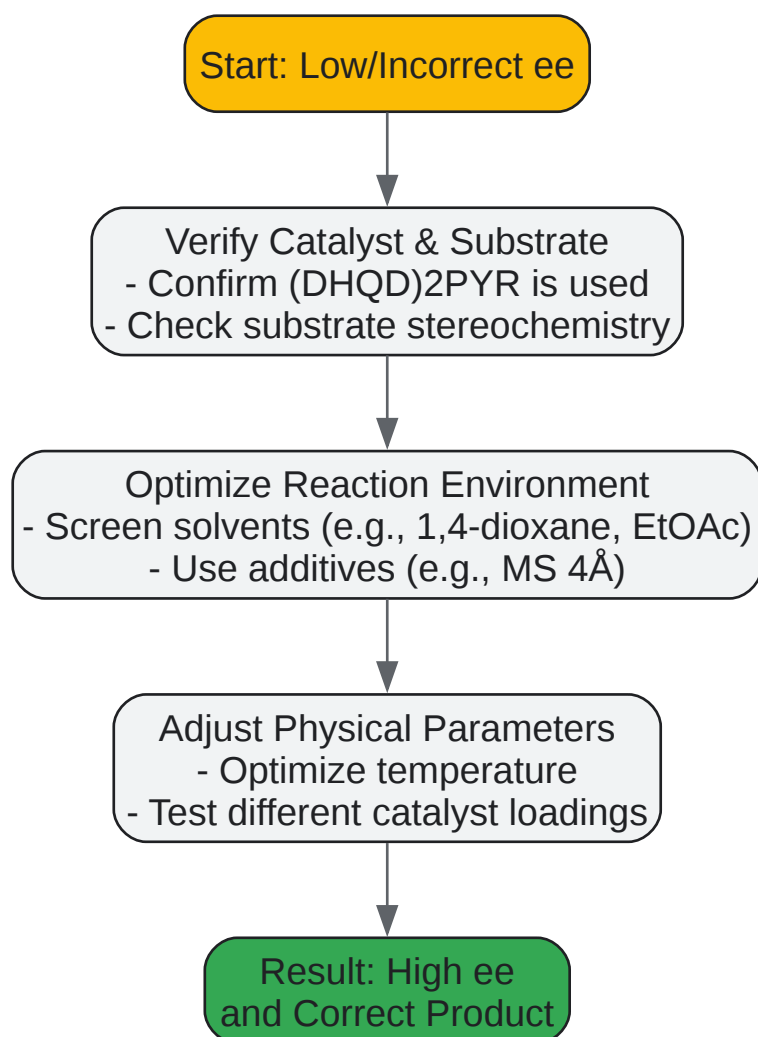 Start: Low/Incorrect ee
Verify Catalyst & Substrate
- Confirm (DHQD)2PYR is used
- Check substrate stereochemistry
Optimize Reaction Environment
- Screen solvents (e.g., 1,4-dioxane, EtOAc)
- Use additives (e.g., MS 4Å)
Adjust Physical Parameters
- Optimize temperature
- Test different catalyst loadings
Result: High ee
and Correct Product